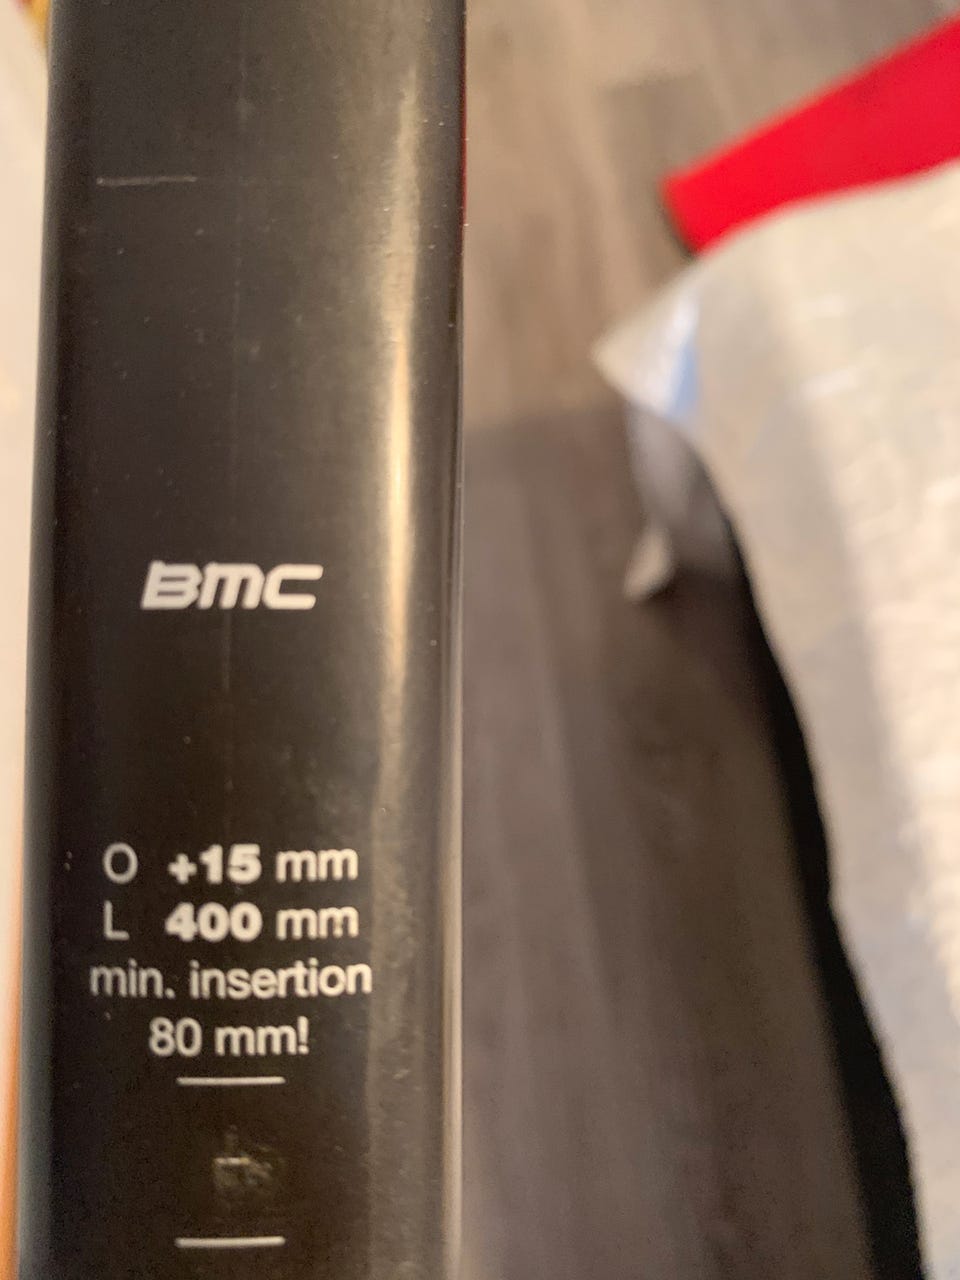 BMC
O +15 mm
L 400 mm
min. insertion
80 mm!